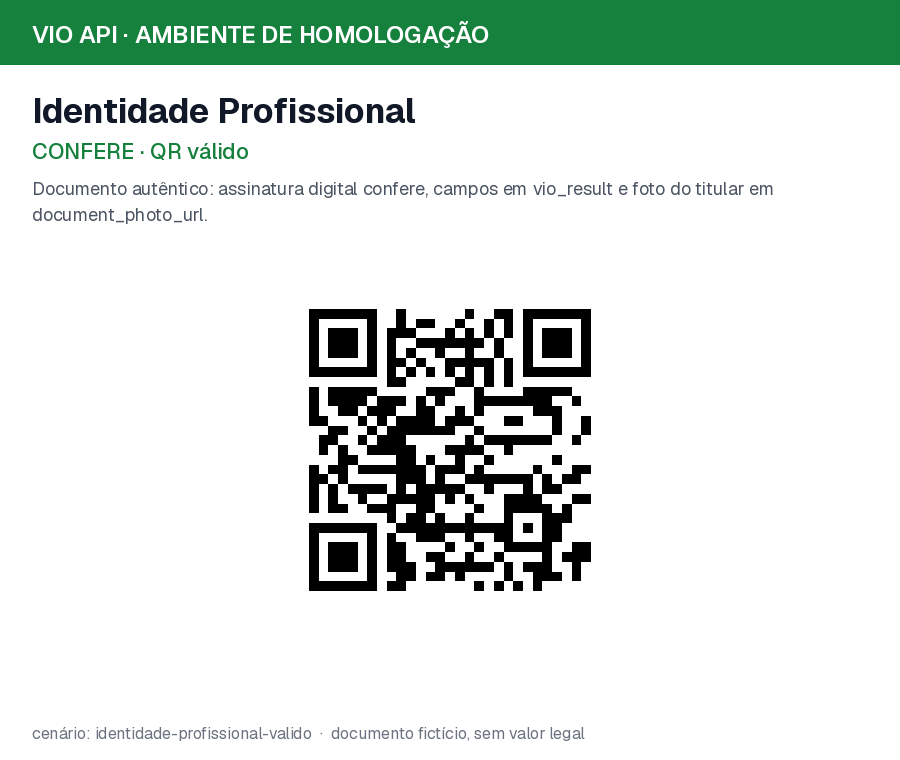 VIO API · AMBIENTE DE HOMOLOGAÇÃO
Identidade Profissional
CONFERE · QR válido
Documento autêntico: assinatura digital confere, campos em vio_result e foto do titular em
document_photo_url.
cenário: identidade-profissional-valido · documento fictício, sem valor legal